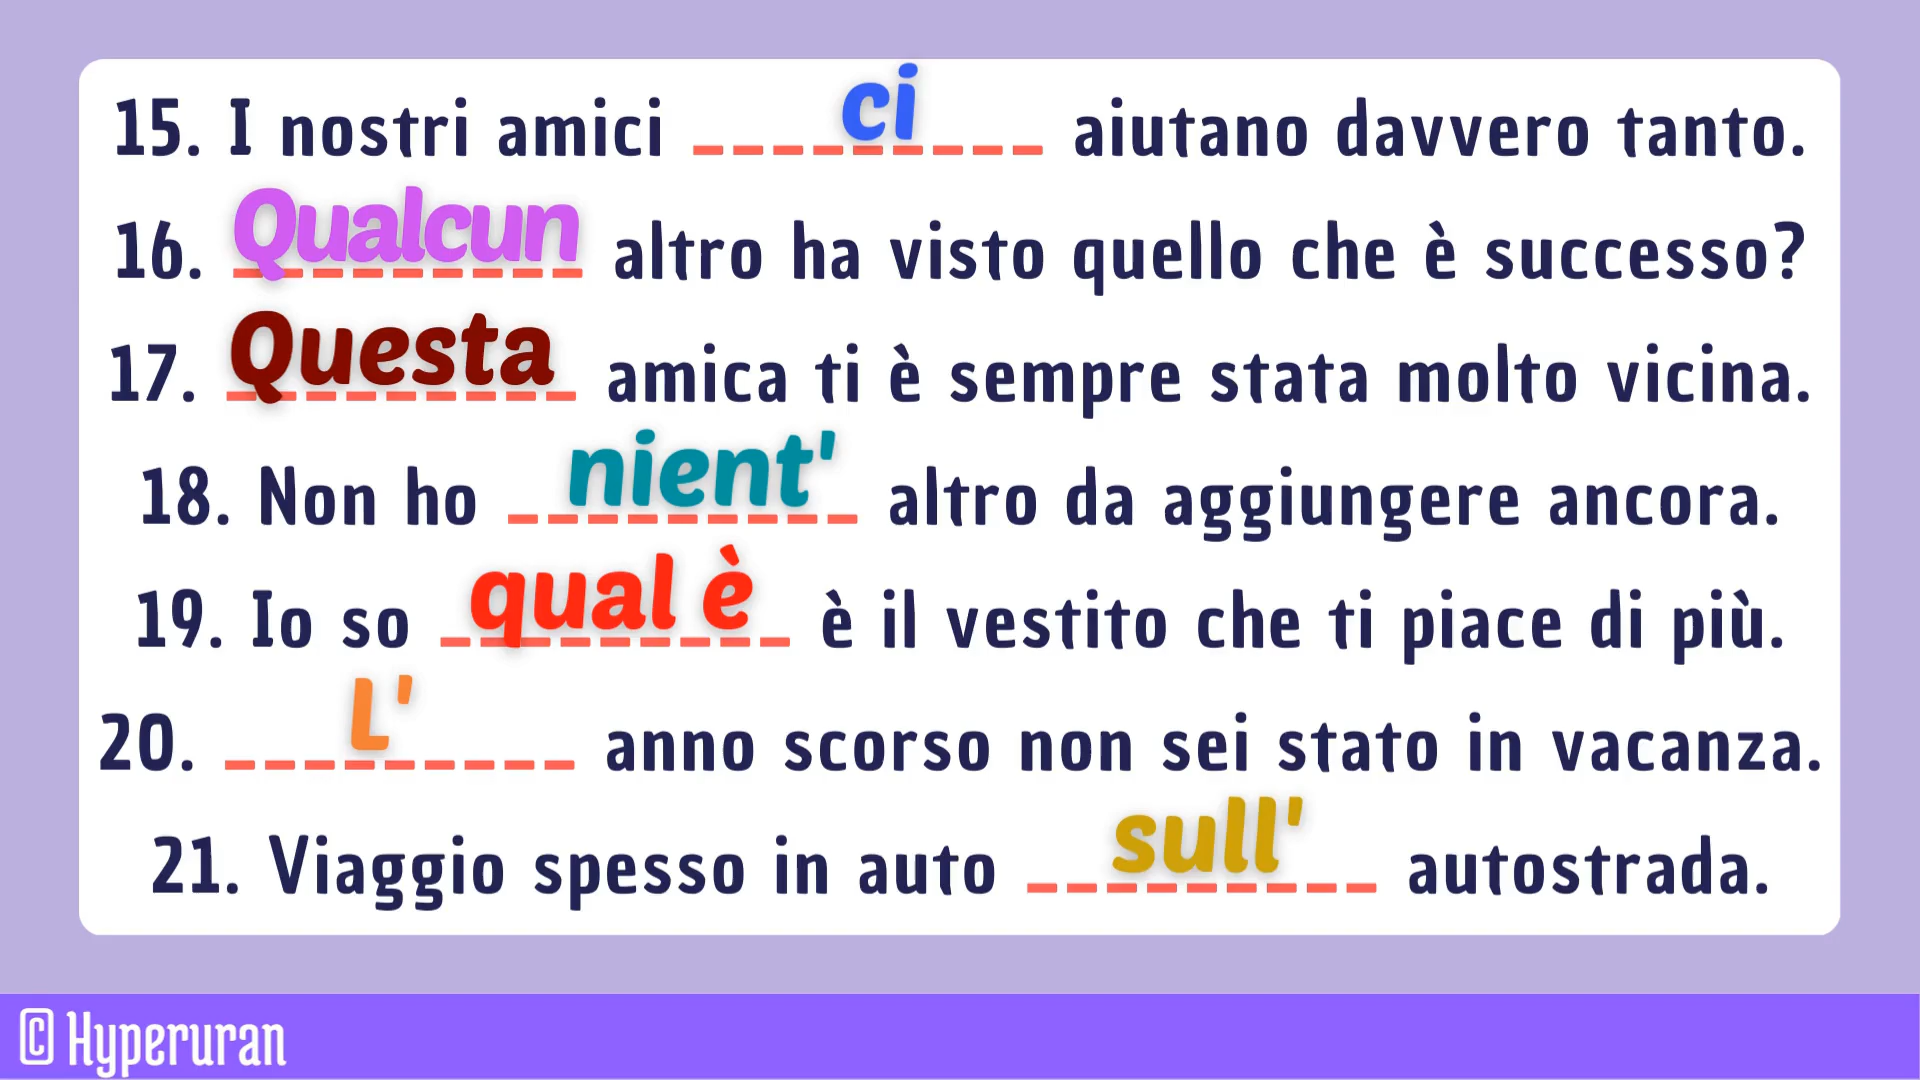 15. I nostri amici ci aiutano davvero tanto.
16. Qualcun altro ha visto quello che è successo?
17. Questa amica ti è sempre stata molto vicina.
18. Non ho nient' altro da aggiungere ancora.
19. Io so qual è è il vestito che ti piace di più.
20. L' anno scorso non sei stato in vacanza.
21. Viaggio spesso in auto sull' autostrada.
© Hyperuran